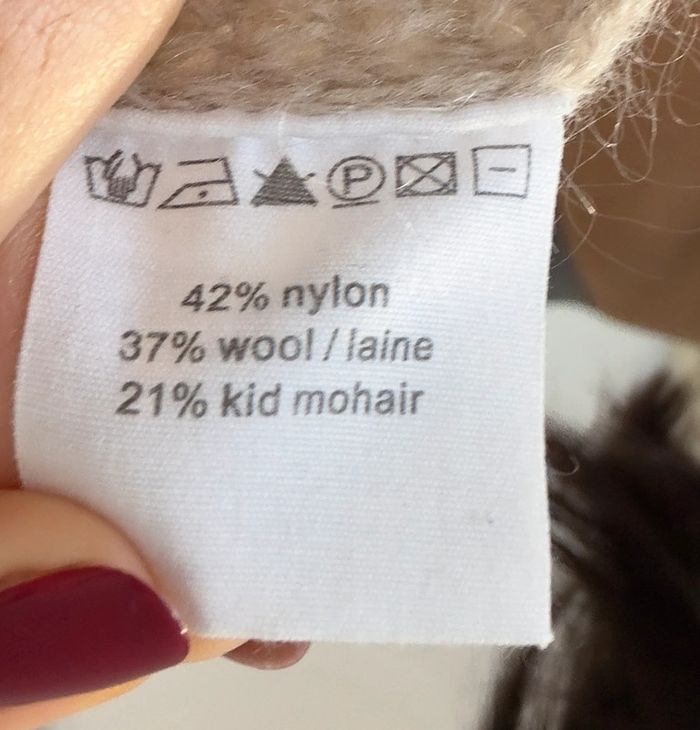 P
42% nylon
37% wool / laine
21% kid mohair